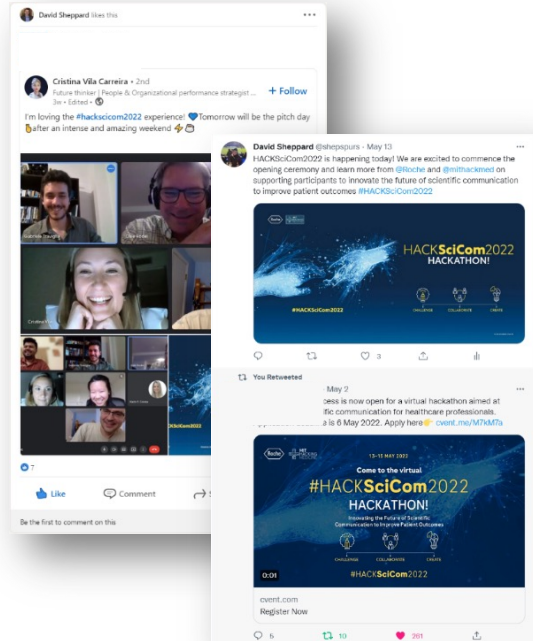 David Sheppard likes this
Cristina Vila Carreira • 2nd
Future thinker | People & Organizational performance strategist ...
3w • Edited •
+ Follow
I'm loving the #hackscicom2022 experience! 💙Tomorrow will be the pitch day
after an intense and amazing weekend ⚡
7
Like
Comment
Be the first to comment on this
David Sheppard @shepspurs · May 13
HACKSciCom2022 is happening today! We are excited to commence the
opening ceremony and learn more from @Roche and @mithackmed on
supporting participants to innovate the future of scientific communication
to improve patient outcomes #HACKSciCom2022
Roche
HACKSciCom2022
HACKATHON!
CHALLENGE
COLLABORATE
CREATE
#HACKSciCom2022
3
You Retweeted
· May 2
cess is now open for a virtual hackathon aimed at
ific communication for healthcare professionals.
e is 6 May 2022. Apply here👉 cvent.me/M7kM7a
Roche
13-15 MAY 2022
Come to the virtual
#HACKSciCom2022
HACKATHON!
Innovating the Future of Scientific
Communication to Improve Patient Outcomes
CHALLENGE
COLLABORATE
CREATE
#HACKSciCom2022
0:01
cvent.com
Register Now
5
10
261